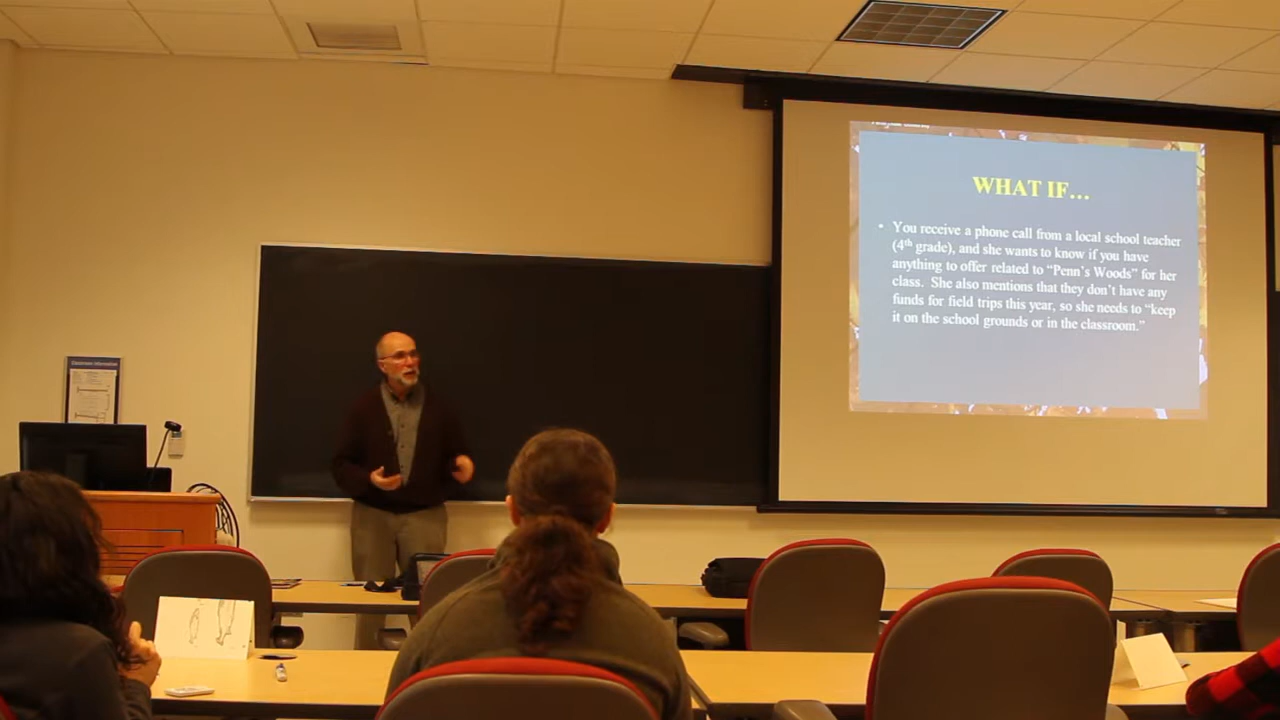 Classroom Information
WHAT IF…
• You receive a phone call from a local school teacher
(4th grade), and she wants to know if you have
anything to offer related to “Penn’s Woods” for her
class. She also mentions that they don’t have any
funds for field trips this year, so she needs to “keep
it on the school grounds or in the classroom.”